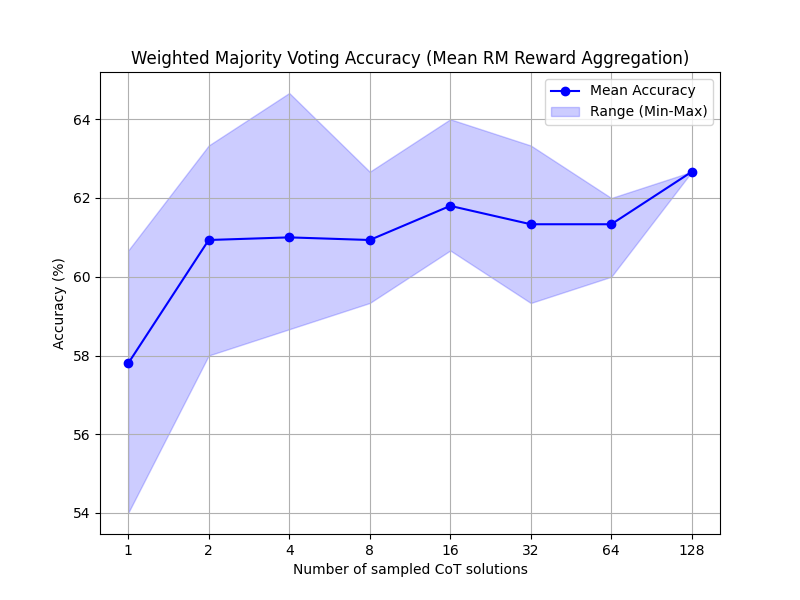 Weighted Majority Voting Accuracy (Mean RM Reward Aggregation)
Mean Accuracy
Range (Min-Max)
64
62
60
58
56
54
Accuracy (%)
1 2 4 8 16 32 64 128
Number of sampled CoT solutions